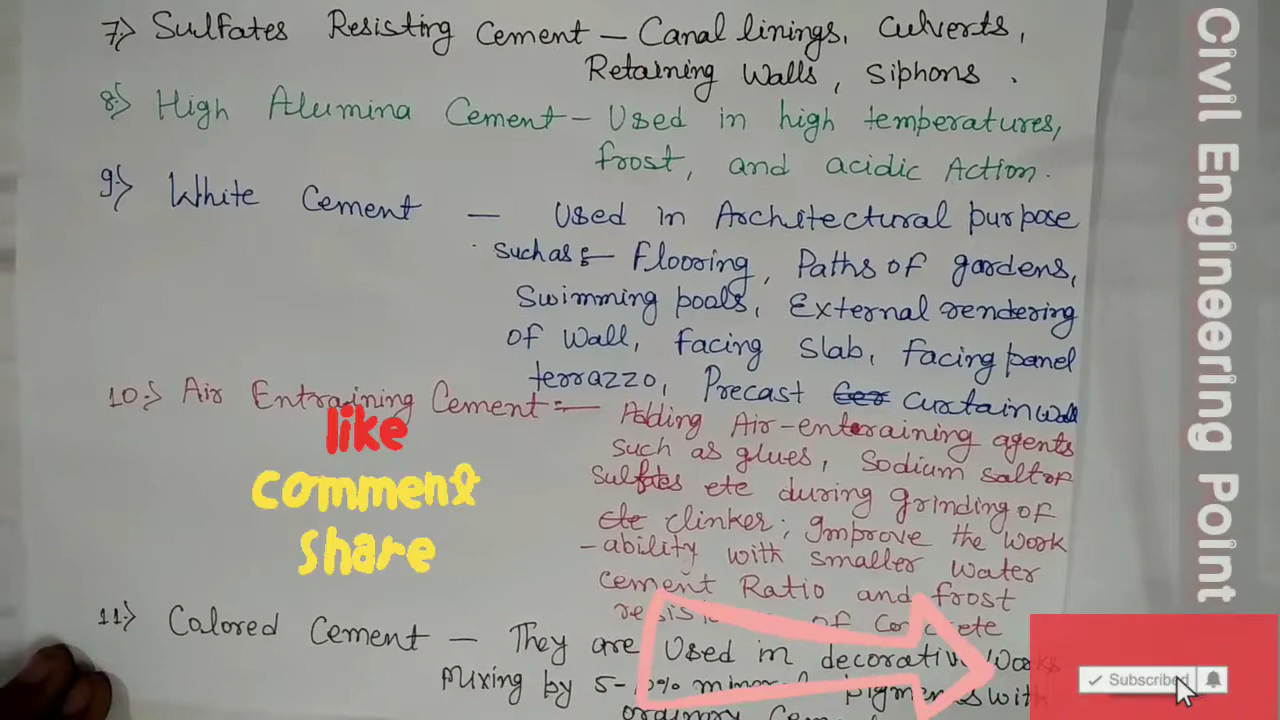 7:> Sulfates Resisting Cement – Canal linings, Culverts,
Retaining Walls, Siphons.
8:> High Alumina Cement – Used in high temperatures,
frost, and acidic Action.
9:> White Cement – Used in Architectural purpose
such as :- Flooring, Paths of gardens,
Swimming pools, External rendering
of Wall, facing Slab, facing panel
terrazzo, Precast curtain wall
10:> Air Entraining Cement :- Adding Air-entraining agents
such as glues, Sodium salt of
Sulfates etc during grinding of
clinker; Improve the Work
-ability with smaller water
cement Ratio and frost
of Concrete
11:> Colored Cement – They are Used in decorative Works
Mixing by 5-10% mineral pigments with
ordinary Cement
like
comment
share
Civil Engineering Point
Subscribed